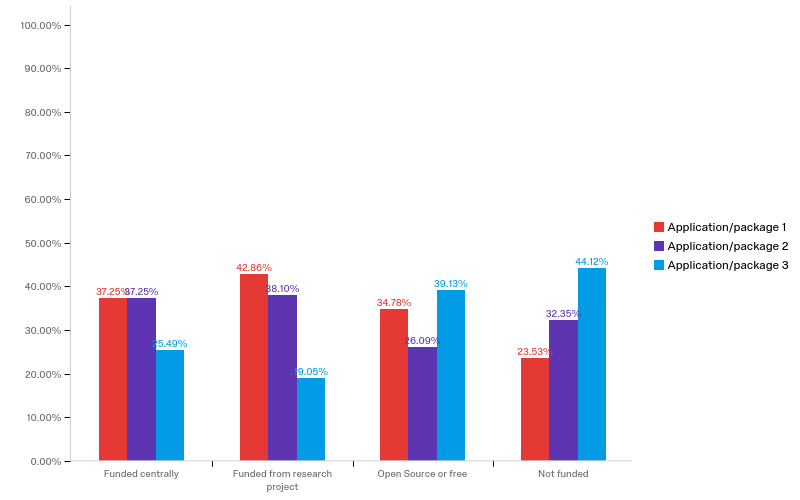 100.00%
90.00%
80.00%
70.00%
60.00%
50.00%
40.00%
30.00%
20.00%
10.00%
0.00%
37.25%
37.25%
25.49%
42.86%
38.10%
19.05%
34.78%
26.09%
39.13%
23.53%
32.35%
44.12%
Funded centrally
Funded from research
project
Open Source or free
Not funded
Application/package 1
Application/package 2
Application/package 3